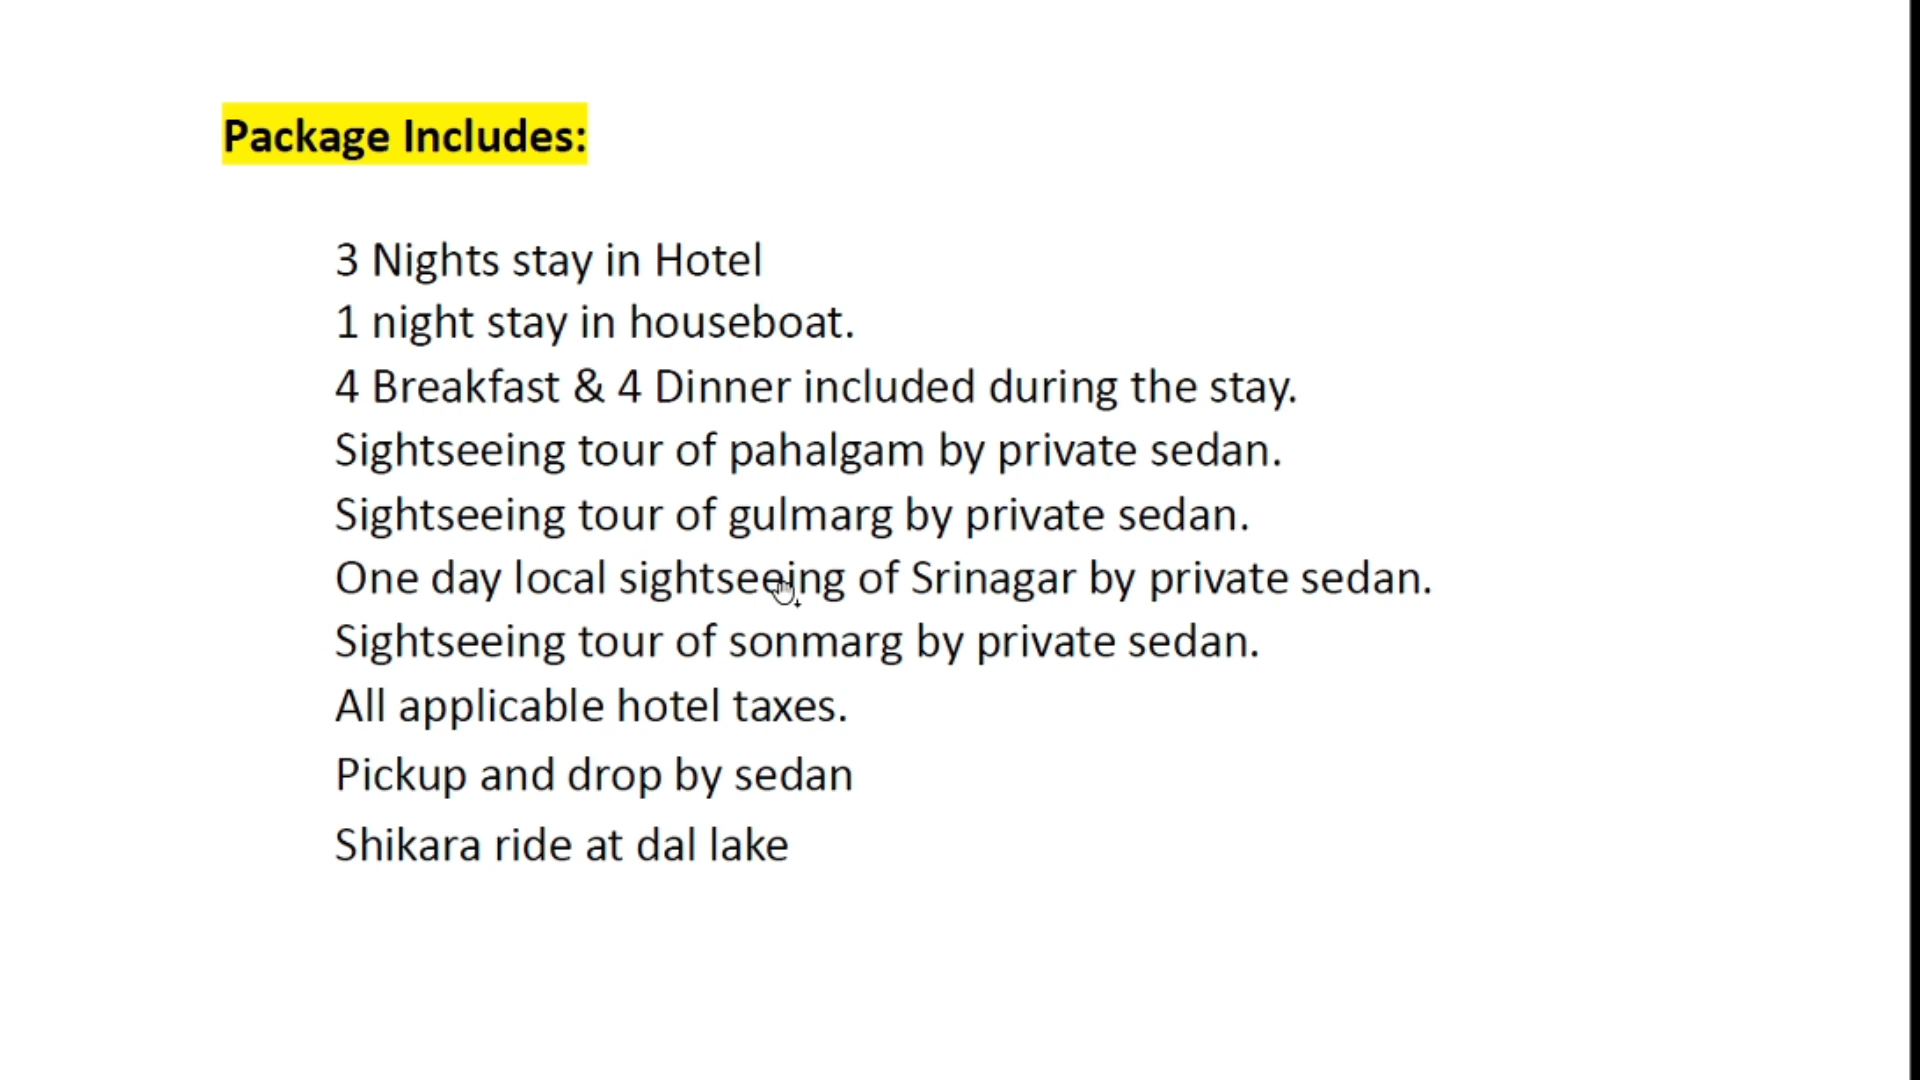 Package Includes:
3 Nights stay in Hotel
1 night stay in houseboat.
4 Breakfast & 4 Dinner included during the stay.
Sightseeing tour of pahalgam by private sedan.
Sightseeing tour of gulmarg by private sedan.
One day local sightseeing of Srinagar by private sedan.
Sightseeing tour of sonmarg by private sedan.
All applicable hotel taxes.
Pickup and drop by sedan
Shikara ride at dal lake